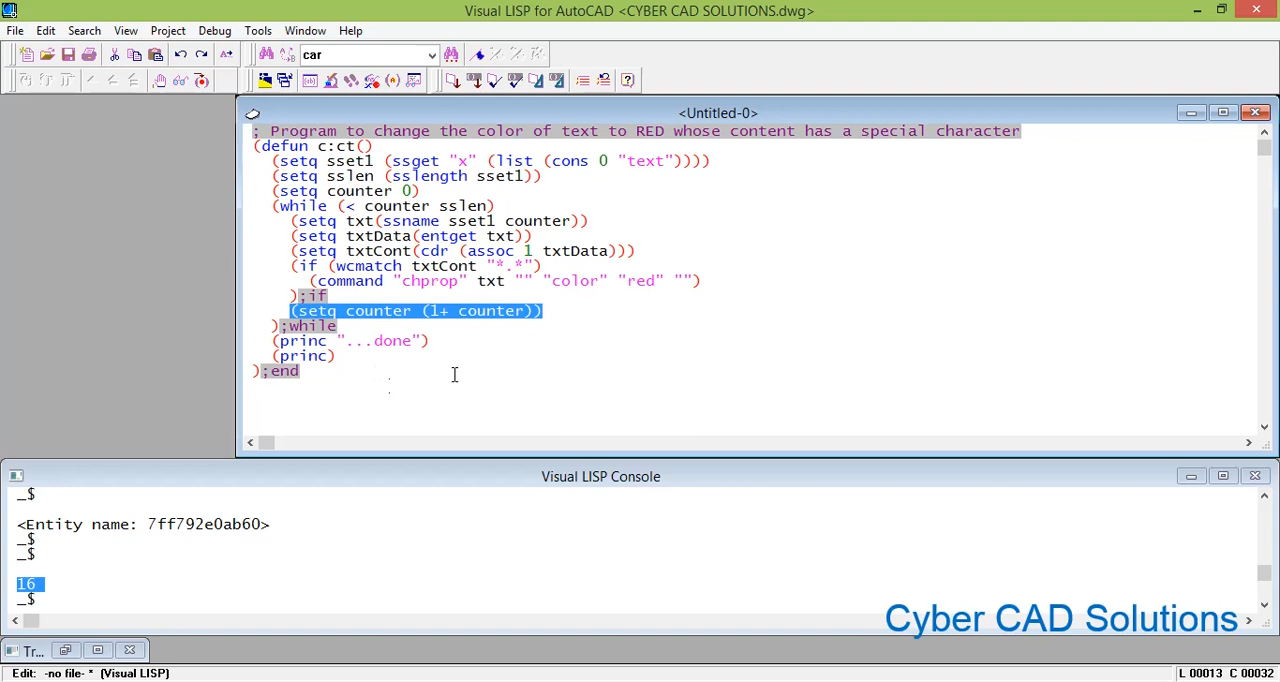 Visual LISP for AutoCAD <CYBER CAD SOLUTIONS.dwg>
File Edit Search View Project Debug Tools Window Help
car
<Untitled-0>
; Program to change the color of text to RED whose content has a special character
(defun c:ct()
(setq sset1 (ssget "x" (list (cons 0 "text"))))
(setq sslen (sslength sset1))
(setq counter 0)
(while (< counter sslen)
(setq txt(ssname sset1 counter))
(setq txtData(entget txt))
(setq txtCont(cdr (assoc 1 txtData)))
(if (wcmatch txtCont "*.*")
(command "chprop" txt "" "color" "red" "")
);if
(setq counter (1+ counter))
);while
(princ "...done")
(princ)
);end
Visual LISP Console
_$
<Entity name: 7ff792e0ab60>
_$
_$
16
_$
Cyber CAD Solutions
Tr...
Edit: -no file- * (Visual LISP)
L 00013 C 00032